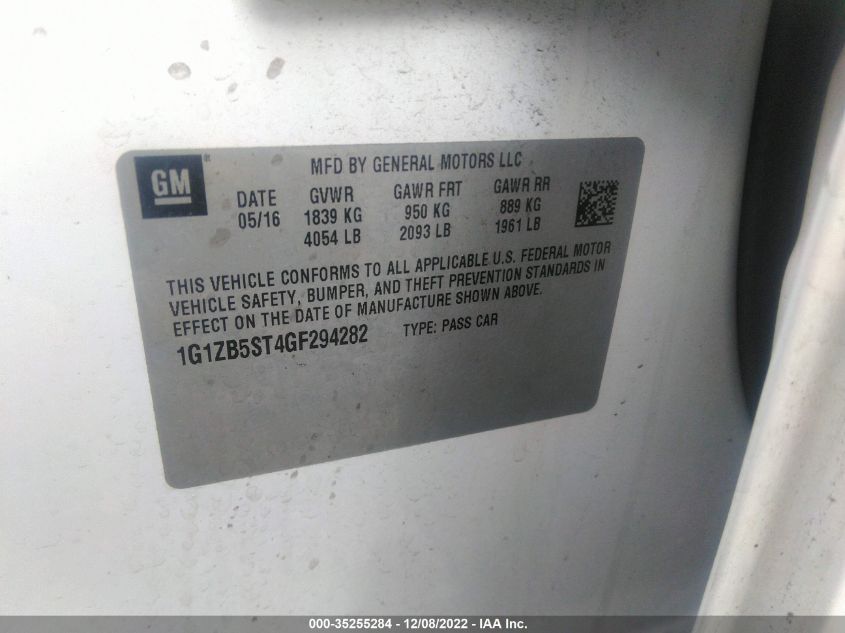 GM
MFD BY GENERAL MOTORS LLC
DATE GVWR GAWR FRT GAWR RR
05/16 1839 KG 950 KG 889 KG
4054 LB 2093 LB 1961 LB
THIS VEHICLE CONFORMS TO ALL APPLICABLE U.S. FEDERAL MOTOR
VEHICLE SAFETY, BUMPER, AND THEFT PREVENTION STANDARDS IN
EFFECT ON THE DATE OF MANUFACTURE SHOWN ABOVE.
1G1ZB5ST4GF294282 TYPE: PASS CAR
000-35255284 - 12/08/2022 - IAA Inc.